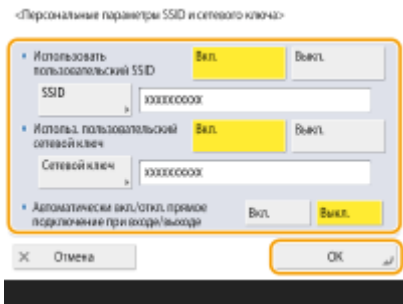 <Персональные параметры SSID и сетевого ключа>
Использовать Вкл. Выкл.
пользовательский SSID
SSID xxxxxxxxxx
Использ. пользовательский Вкл. Выкл.
сетевой ключ
Сетевой ключ xxxxxxxxxx
Автоматически вкл./откл. прямое Вкл. Выкл.
подключение при входе/выходе
Отмена OK